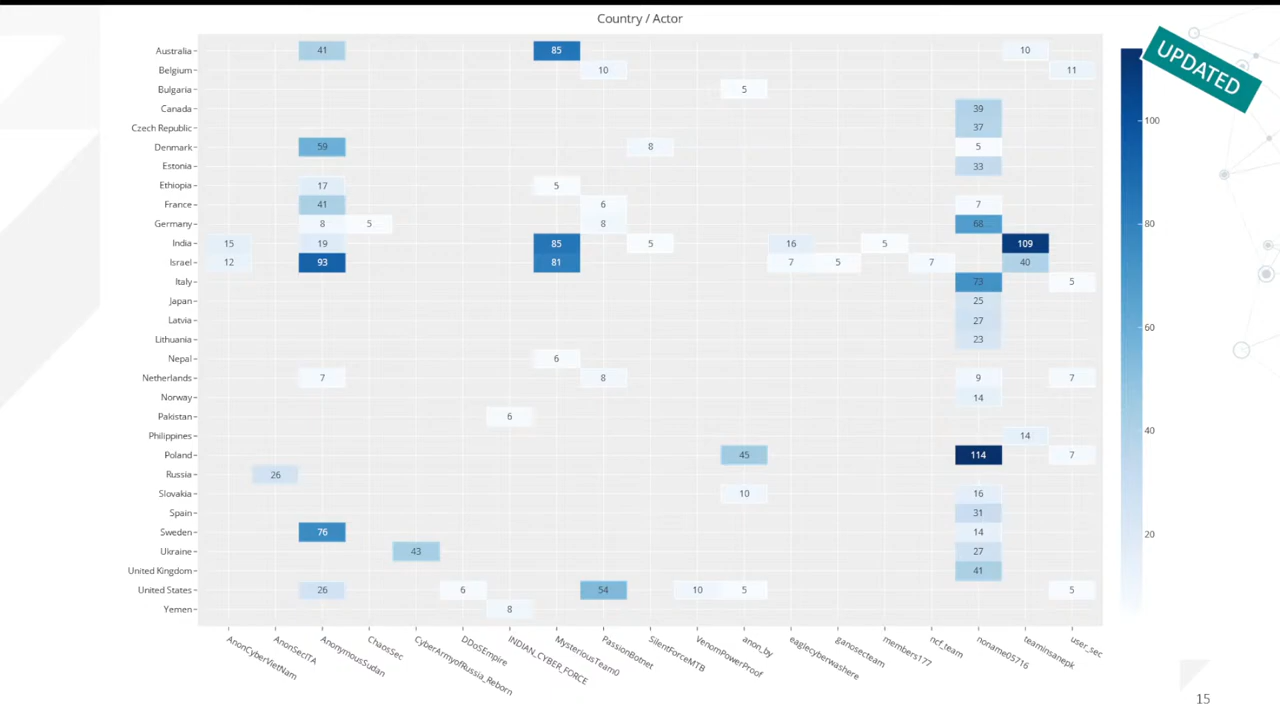 Country / Actor
UPDATED
Australia 41 85 10
Belgium 10 11
Bulgaria 5
Canada 39
Czech Republic 37
Denmark 59 8 5
Estonia 33
Ethiopia 17 5
France 41 6 7
Germany 8 5 8 68
India 15 19 85 5 16 5 109
Israel 12 93 81 7 5 7 40
Italy 73 5
Japan 25
Latvia 27
Lithuania 23
Nepal 6
Netherlands 7 8 9 7
Norway 14
Pakistan 6
Philippines 14
Poland 45 114 7
Russia 26
Slovakia 10 16
Spain 31
Sweden 76 14
Ukraine 43 27
United Kingdom 41
United States 26 6 54 10 5 5
Yemen 8
100
80
60
40
20
AnonCyberVietNam
AnonSecITA
AnonymousSudan
ChaosSec
CyberArmyofRussia_Reborn
DDoSEmpire
INDIAN_CYBER_FORCE
MysteriousTeam0
PassionBotnet
SilentForceMTB
VenomPowerProof
anon_by
eaglecyberwashere
ganosecteam
members177
ncf_team
noname05716
teaminsanepk
user_sec
15